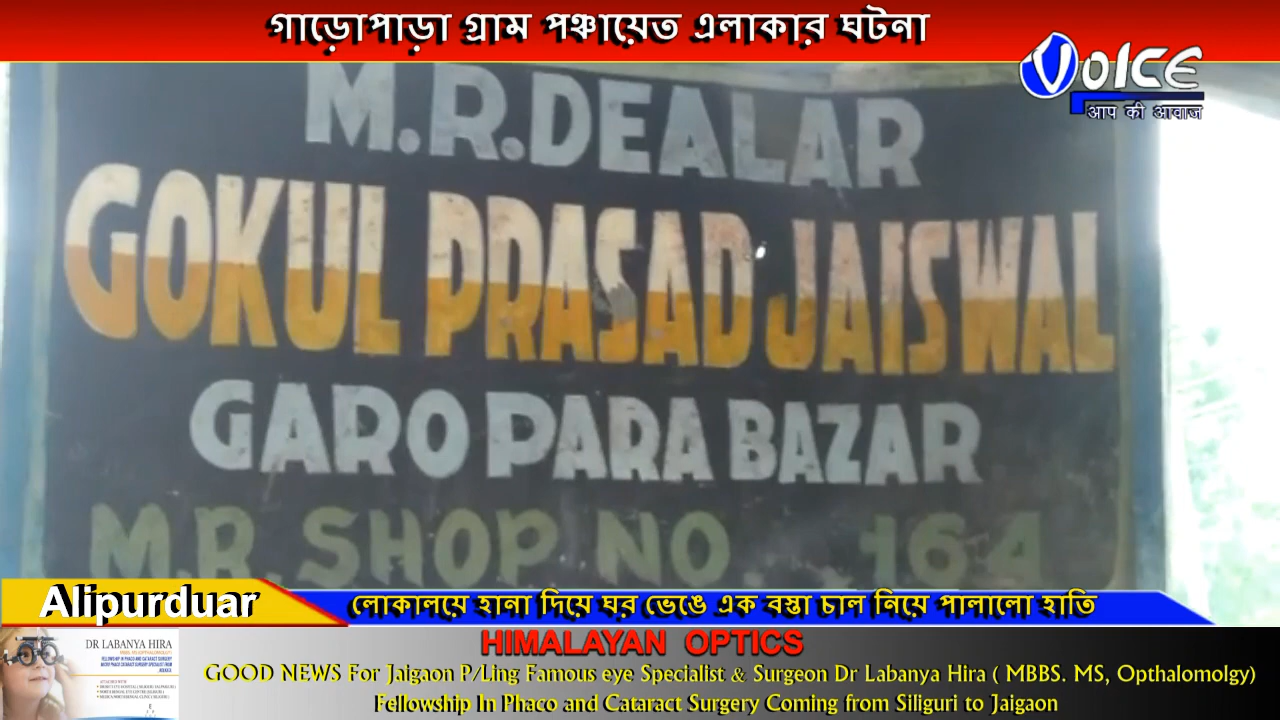 গাড়োপাড়া গ্রাম পঞ্চায়েত এলাকার ঘটনা
VOICE
आप की आवाज
M.R.DEALAR
GOKUL PRASAD JAISWAL
GARO PARA BAZAR
M.R. SHOP NO. 164
Alipurduar
লোকালয়ে হানা দিয়ে ঘর ভেঙে এক বস্তা চাল নিয়ে পালালো হাতি
DR LABANYA HIRA
HIMALAYAN OPTICS
GOOD NEWS For Jaigaon P/Ling Famous eye Specialist & Surgeon Dr Labanya Hira ( MBBS. MS, Opthalomolgy)
Fellowship In Phaco and Cataract Surgery Coming from Siliguri to Jaigaon